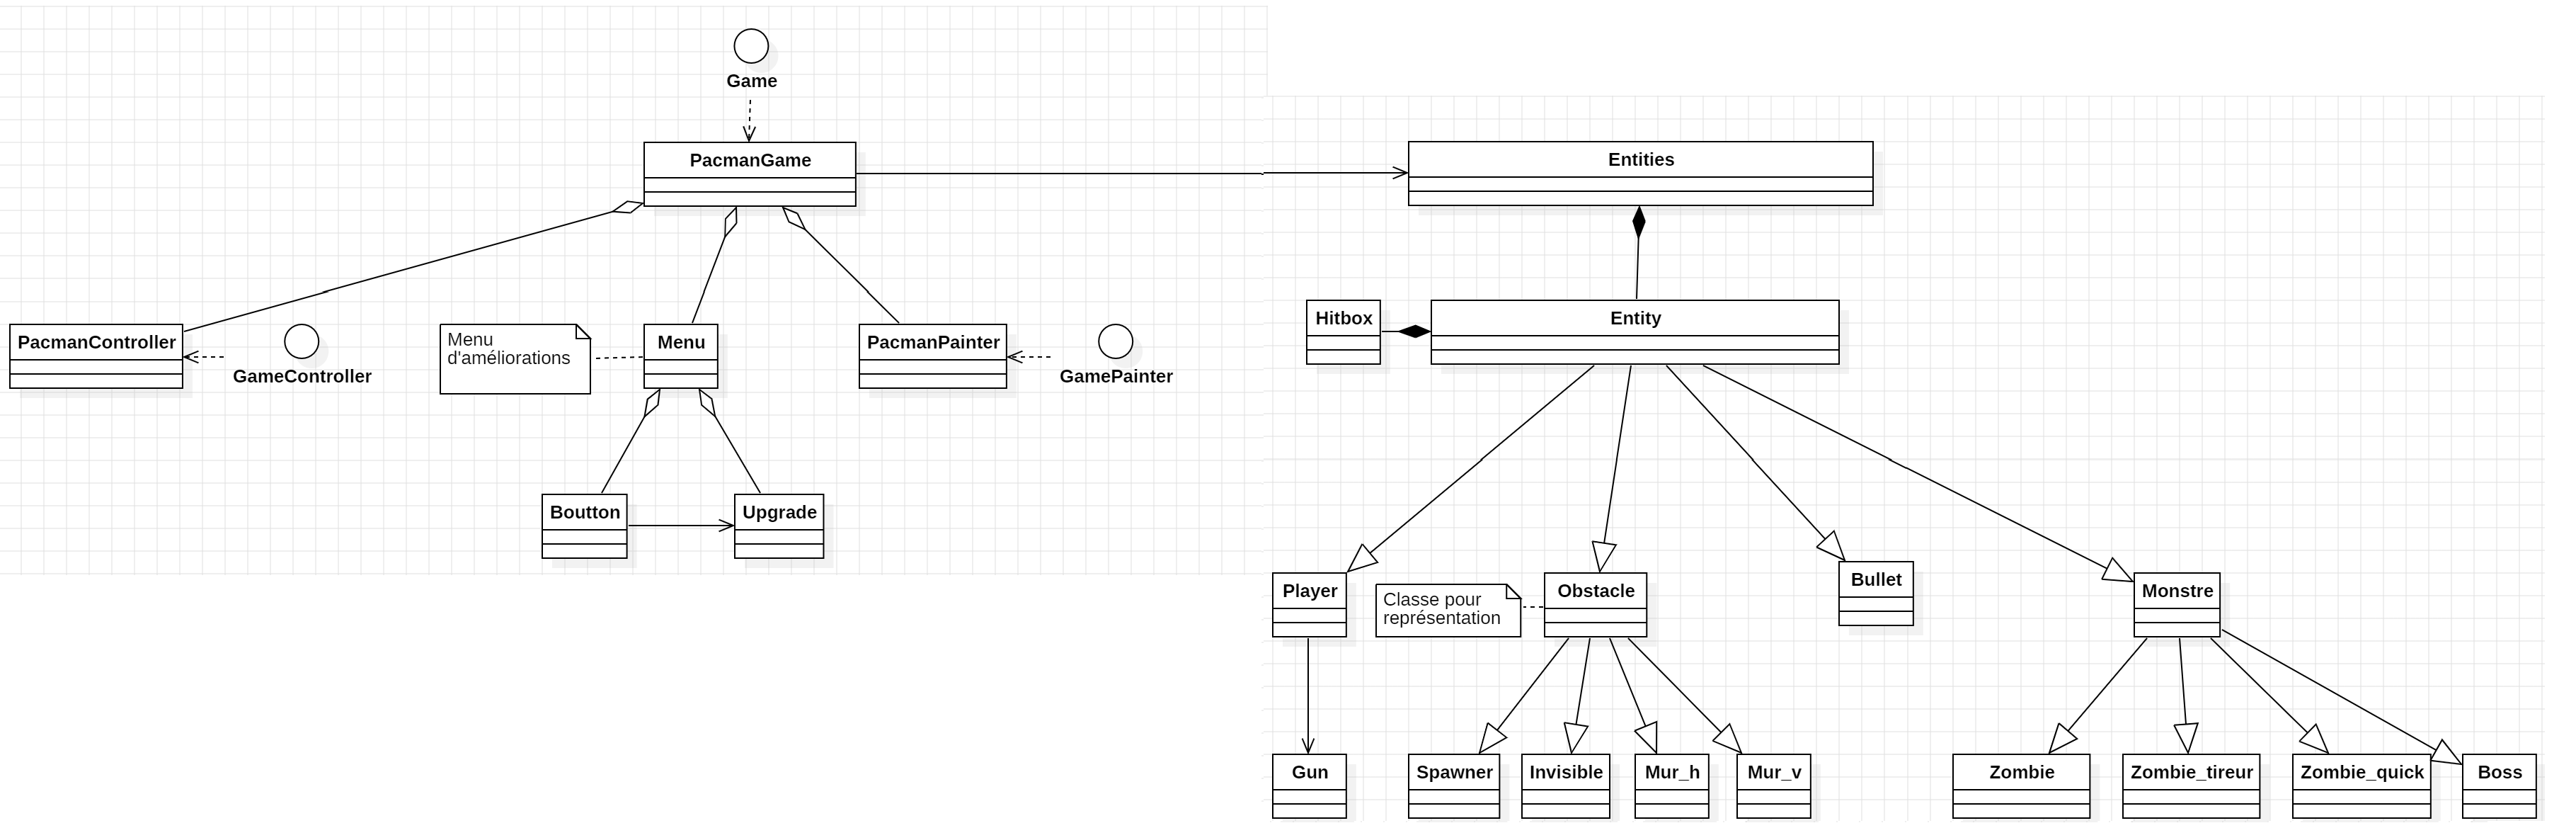 Game
PacmanGame
Entities
Hitbox
Entity
PacmanController
GameController
Menu
d'améliorations
Menu
PacmanPainter
GamePainter
Boutton
Upgrade
Player
Classe pour
représentation
Obstacle
Bullet
Monstre
Gun
Spawner
Invisible
Mur_h
Mur_v
Zombie
Zombie_tireur
Zombie_quick
Boss